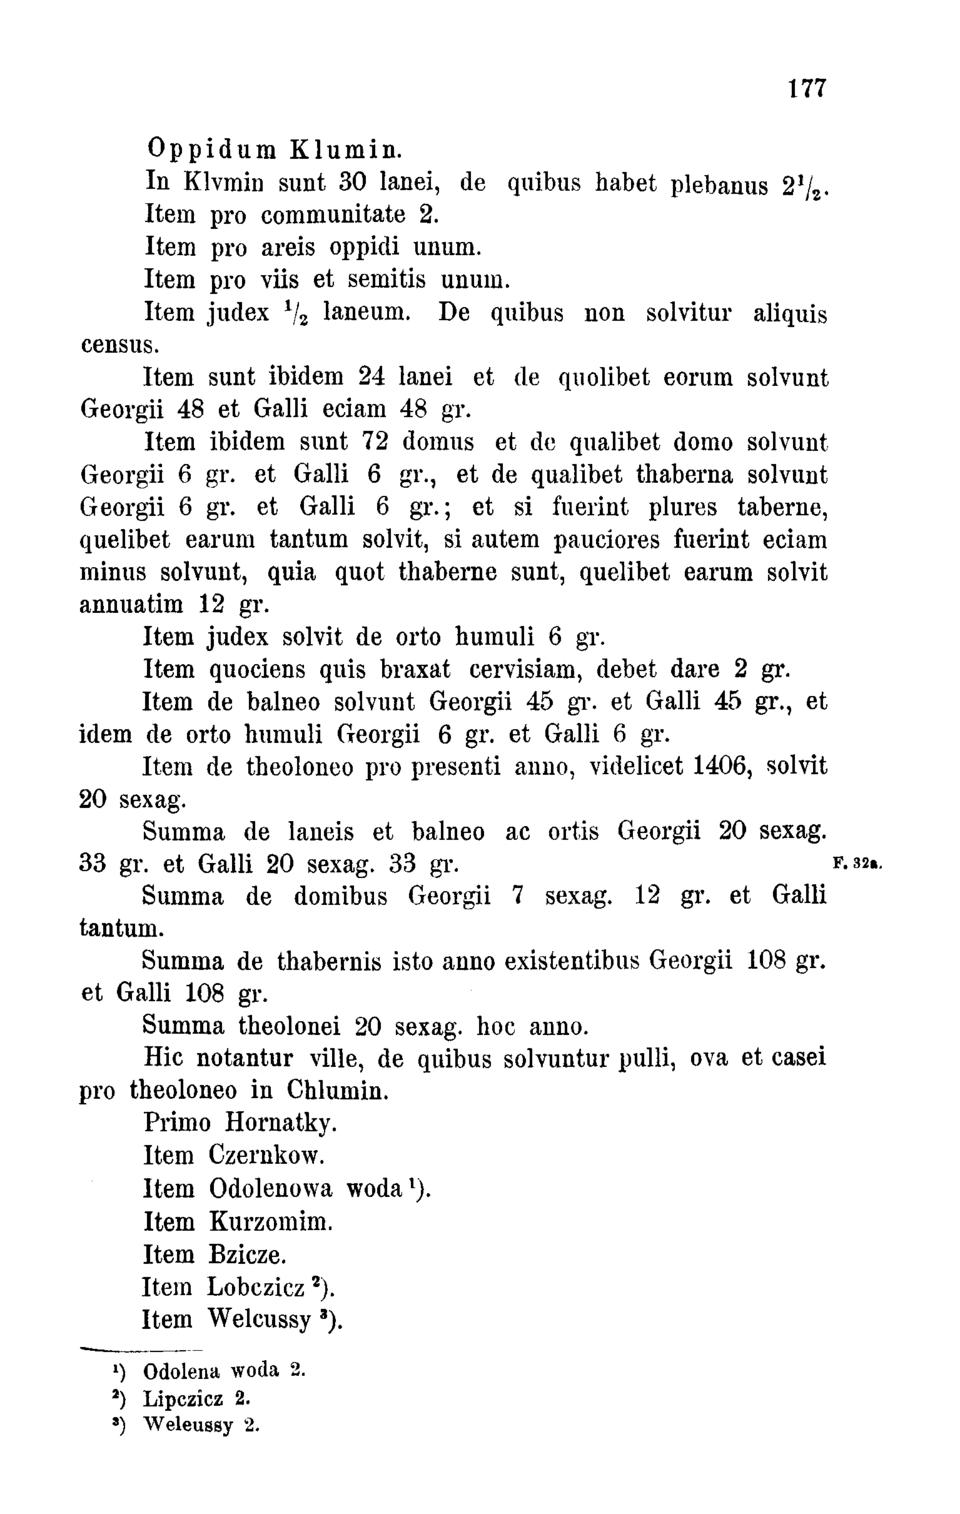 177
Oppidum Klumin.
In Klvmin sunt 30 lanei, de quibus habet plebanus 2¹/₂.
Item pro communitate 2.
Item pro areis oppidi unum.
Item pro viis et semitis unum.
Item judex ¹/₂ laneum. De quibus non solvitur aliquis
census.
Item sunt ibidem 24 lanei et de quolibet eorum solvunt
Georgii 48 et Galli eciam 48 gr.
Item ibidem sunt 72 domus et de qualibet domo solvunt
Georgii 6 gr. et Galli 6 gr., et de qualibet thaberna solvunt
Georgii 6 gr. et Galli 6 gr.; et si fuerint plures taberne,
quelibet earum tantum solvit, si autem pauciores fuerint eciam
minus solvunt, quia quot thaberne sunt, quelibet earum solvit
annuatim 12 gr.
Item judex solvit de orto humuli 6 gr.
Item quociens quis braxat cervisiam, debet dare 2 gr.
Item de balneo solvunt Georgii 45 gr. et Galli 45 gr., et
idem de orto humuli Georgii 6 gr. et Galli 6 gr.
Item de theoloneo pro presenti anno, videlicet 1406, solvit
20 sexag.
Summa de laneis et balneo ac ortis Georgii 20 sexag.
33 gr. et Galli 20 sexag. 33 gr. F. 32a.
Summa de domibus Georgii 7 sexag. 12 gr. et Galli
tantum.
Summa de thabernis isto anno existentibus Georgii 108 gr.
et Galli 108 gr.
Summa theolonei 20 sexag. hoc anno.
Hic notantur ville, de quibus solvuntur pulli, ova et casei
pro theoloneo in Chlumin.
Primo Hornatky.
Item Czernkow.
Item Odolenowa woda ¹).
Item Kurzomim.
Item Bzicze.
Item Lobczicz ²).
Item Welcussy ³).
¹) Odolena woda 2.
²) Lipczicz 2.
³) Weleussy 2.